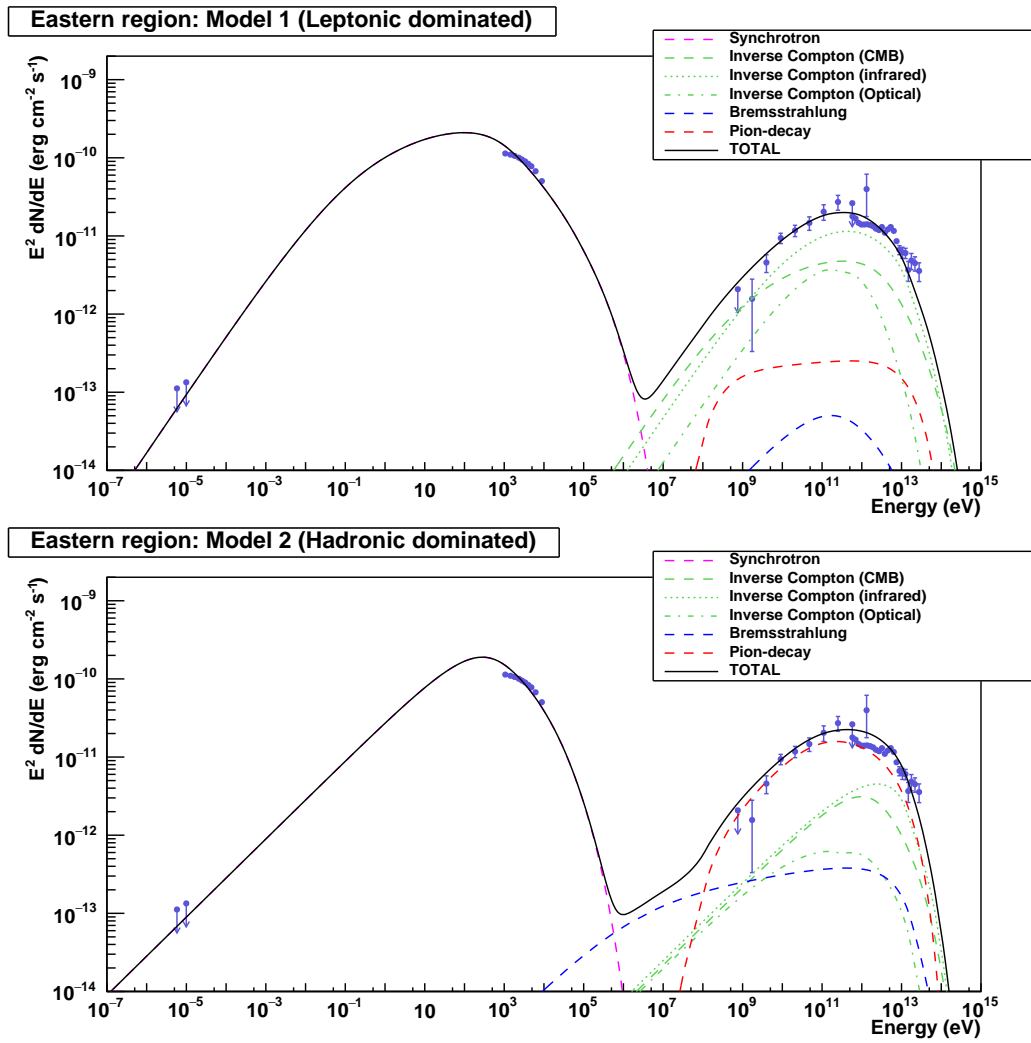 Eastern region: Model 1 (Leptonic dominated)
Synchrotron
Inverse Compton (CMB)
Inverse Compton (infrared)
Inverse Compton (Optical)
Bremsstrahlung
Pion-decay
TOTAL
E² dN/dE (erg cm⁻² s⁻¹)
10⁻⁹
10⁻¹⁰
10⁻¹¹
10⁻¹²
10⁻¹³
10⁻¹⁴
10⁻⁷ 10⁻⁵ 10⁻³ 10⁻¹ 10 10³ 10⁵ 10⁷ 10⁹ 10¹¹ 10¹³ 10¹⁵
Energy (eV)
Eastern region: Model 2 (Hadronic dominated)
Synchrotron
Inverse Compton (CMB)
Inverse Compton (infrared)
Inverse Compton (Optical)
Bremsstrahlung
Pion-decay
TOTAL
E² dN/dE (erg cm⁻² s⁻¹)
10⁻⁹
10⁻¹⁰
10⁻¹¹
10⁻¹²
10⁻¹³
10⁻¹⁴
10⁻⁷ 10⁻⁵ 10⁻³ 10⁻¹ 10 10³ 10⁵ 10⁷ 10⁹ 10¹¹ 10¹³ 10¹⁵
Energy (eV)